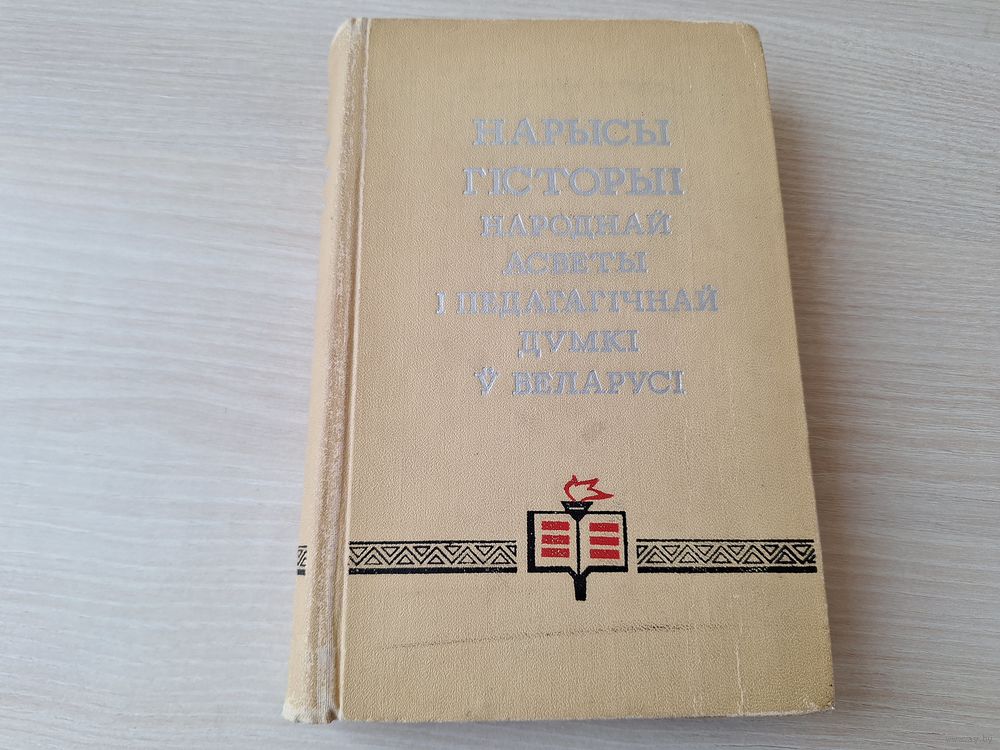 НАРЫСЫ
ГІСТОРЫІ
НАРОДНАЙ
АСВЕТЫ
І ПЕДАГАГІЧНАЙ
ДУМКІ
Ў БЕЛАРУСІ